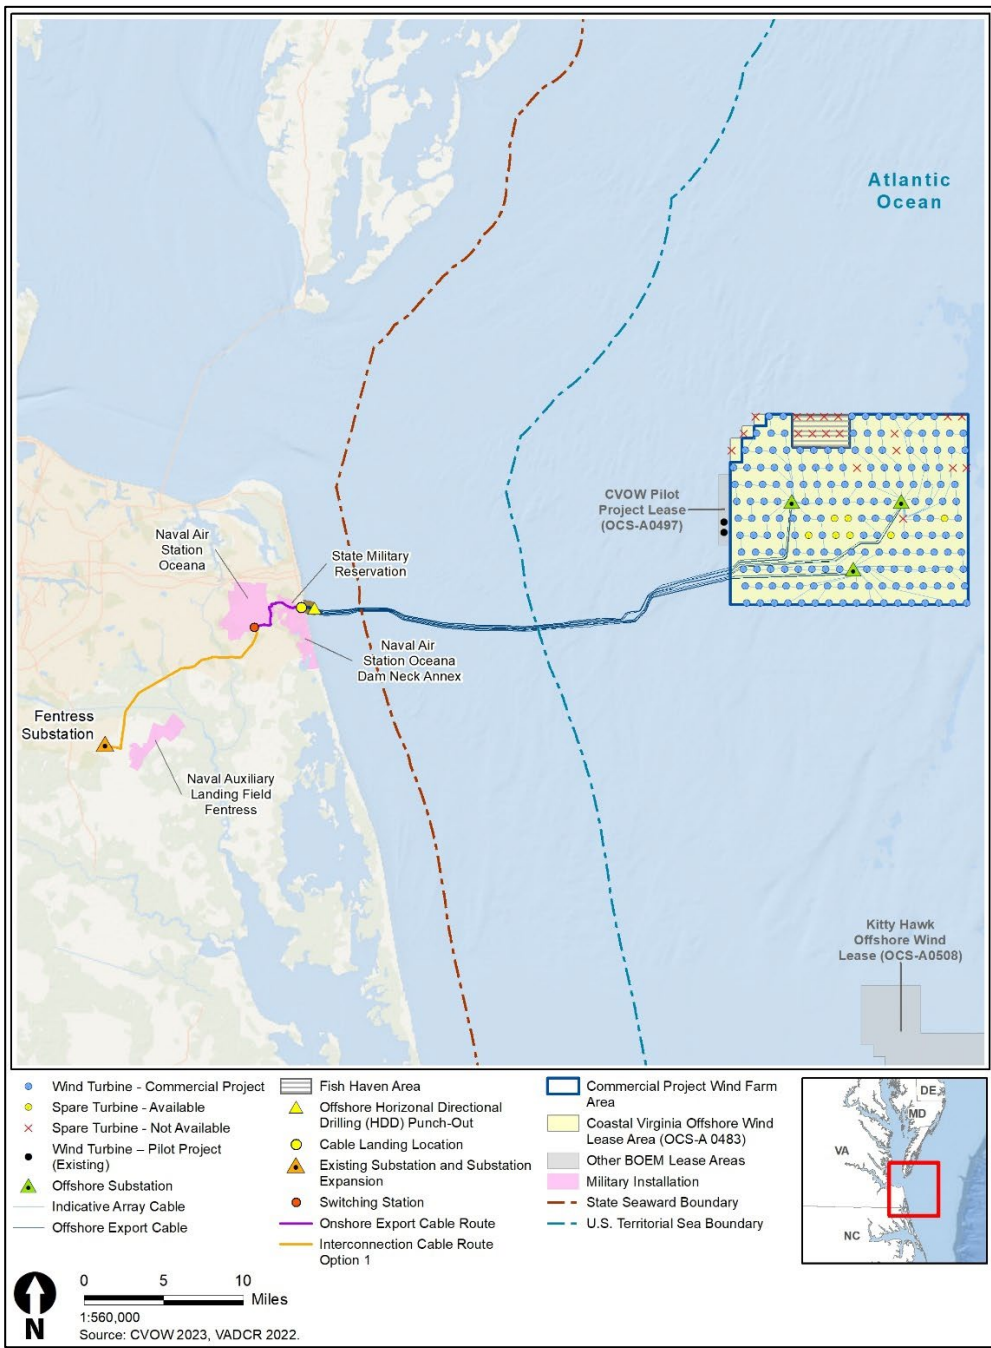 Atlantic
Ocean
CVOW Pilot
Project Lease
(OCS-A0497)
Naval Air
Station
Oceana
State Military
Reservation
Naval Air
Station Oceana
Dam Neck Annex
Fentress
Substation
Naval Auxiliary
Landing Field
Fentress
Kitty Hawk
Offshore Wind
Lease (OCS-A0508)
Wind Turbine - Commercial Project
Spare Turbine - Available
Spare Turbine - Not Available
Wind Turbine – Pilot Project
(Existing)
Offshore Substation
Indicative Array Cable
Offshore Export Cable
Fish Haven Area
Offshore Horizonal Directional
Drilling (HDD) Punch-Out
Cable Landing Location
Existing Substation and Substation
Expansion
Switching Station
Onshore Export Cable Route
Interconnection Cable Route
Option 1
Commercial Project Wind Farm
Area
Coastal Virginia Offshore Wind
Lease Area (OCS-A 0483)
Other BOEM Lease Areas
Military Installation
State Seaward Boundary
U.S. Territorial Sea Boundary
DE
MD
VA
NC
N
0 5 10
Miles
1:560,000
Source: CVOW 2023, VADCR 2022.